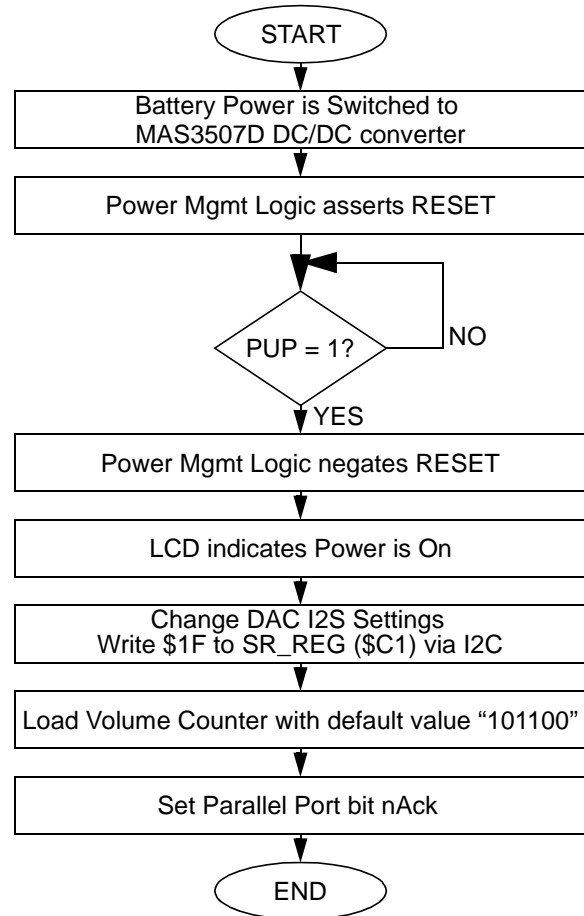 START
Battery Power is Switched to
MAS3507D DC/DC converter
Power Mgmt Logic asserts RESET
PUP = 1?
NO
YES
Power Mgmt Logic negates RESET
LCD indicates Power is On
Change DAC I2S Settings
Write $1F to SR_REG ($C1) via I2C
Load Volume Counter with default value “101100”
Set Parallel Port bit nAck
END